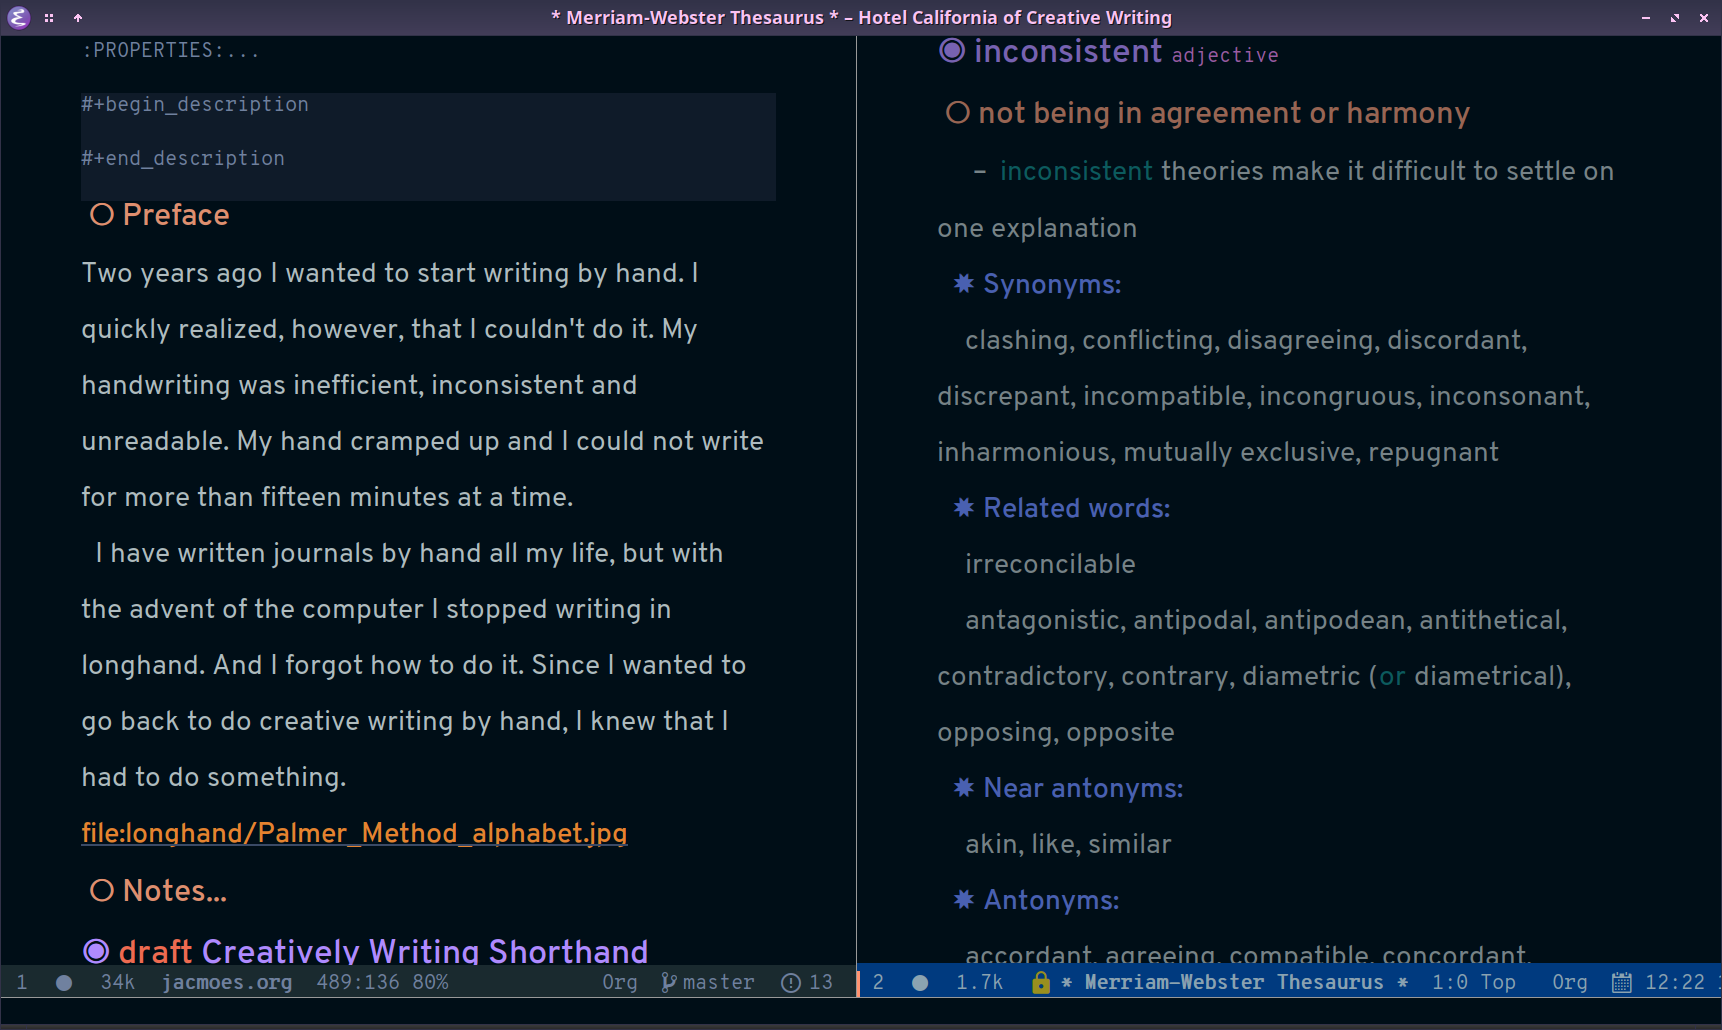 * Merriam-Webster Thesaurus * – Hotel California of Creative Writing
:PROPERTIES:...
#+begin_description
#+end_description
Preface
Two years ago I wanted to start writing by hand. I
quickly realized, however, that I couldn't do it. My
handwriting was inefficient, inconsistent and
unreadable. My hand cramped up and I could not write
for more than fifteen minutes at a time.
I have written journals by hand all my life, but with
the advent of the computer I stopped writing in
longhand. And I forgot how to do it. Since I wanted to
go back to do creative writing by hand, I knew that I
had to do something.
file:longhand/Palmer_Method_alphabet.jpg
Notes...
draft Creatively Writing Shorthand
1 34k jacmoes.org 489:136 80% Org master 13
inconsistent adjective
not being in agreement or harmony
– inconsistent theories make it difficult to settle on
one explanation
Synonyms:
clashing, conflicting, disagreeing, discordant,
discrepant, incompatible, incongruous, inconsonant,
inharmonious, mutually exclusive, repugnant
Related words:
irreconcilable
antagonistic, antipodal, antipodean, antithetical,
contradictory, contrary, diametric (or diametrical),
opposing, opposite
Near antonyms:
akin, like, similar
Antonyms:
accordant, agreeing, compatible, concordant,
2 1.7k * Merriam-Webster Thesaurus * 1:0 Top Org 12:22